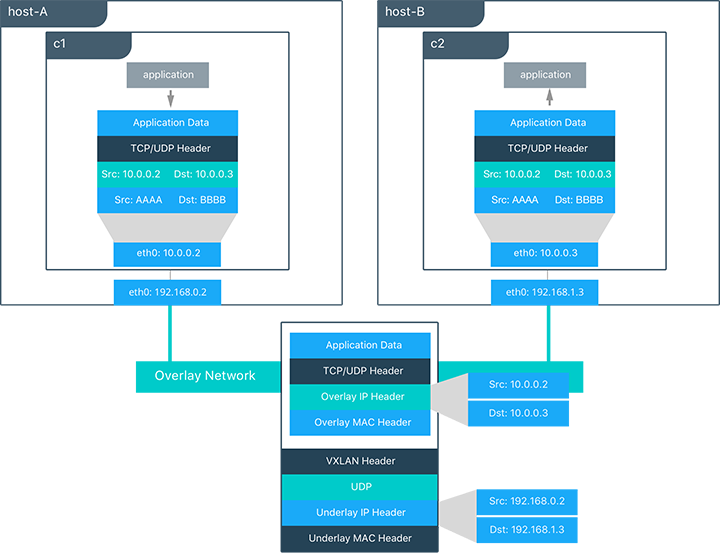 host-A
c1
application
Application Data
TCP/UDP Header
Src: 10.0.0.2 Dst: 10.0.0.3
Src: AAAA Dst: BBBB
eth0: 10.0.0.2
eth0: 192.168.0.2
host-B
c2
application
Application Data
TCP/UDP Header
Src: 10.0.0.2 Dst: 10.0.0.3
Src: AAAA Dst: BBBB
eth0: 10.0.0.3
eth0: 192.168.1.3
Overlay Network
Application Data
TCP/UDP Header
Overlay IP Header
Overlay MAC Header
Src: 10.0.0.2
Dst: 10.0.0.3
VXLAN Header
UDP
Underlay IP Header
Underlay MAC Header
Src: 192.168.0.2
Dst: 192.168.1.3